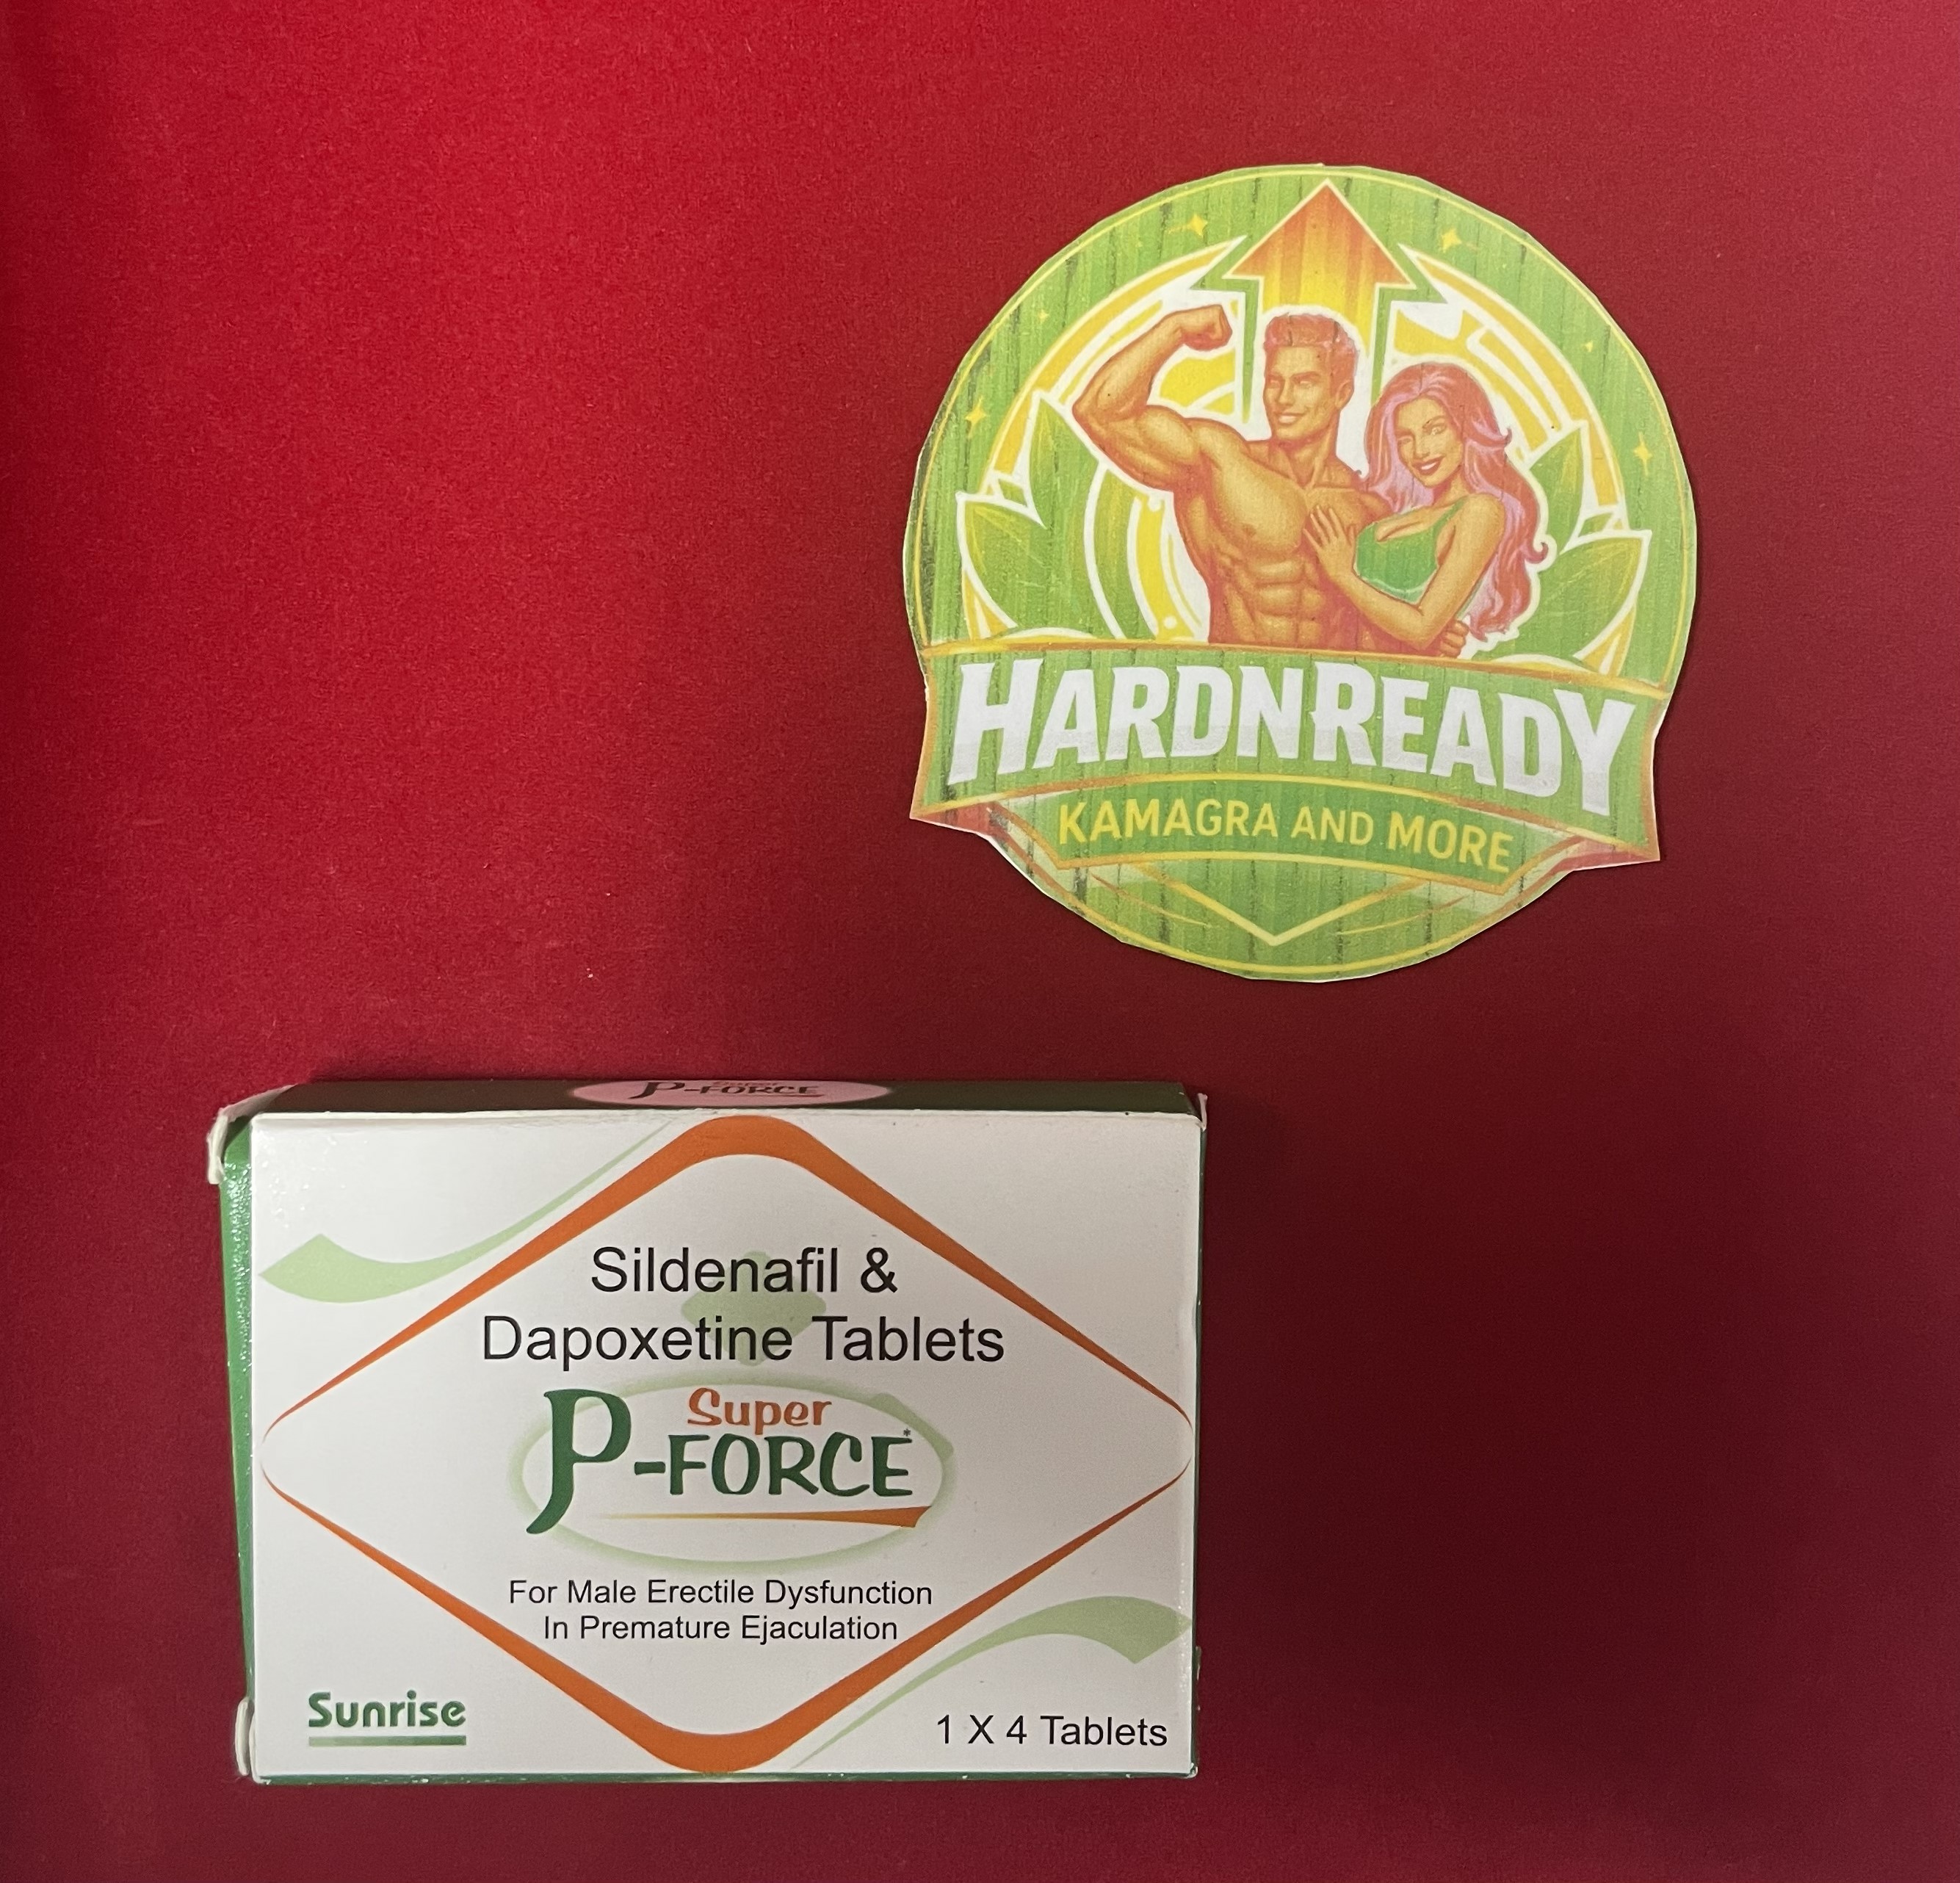 HARDNREADY
KAMAGRA AND MORE
Super
P-FORCE
Sildenafil &
Dapoxetine Tablets
Super
P-FORCE*
For Male Erectile Dysfunction
In Premature Ejaculation
Sunrise
1 X 4 Tablets